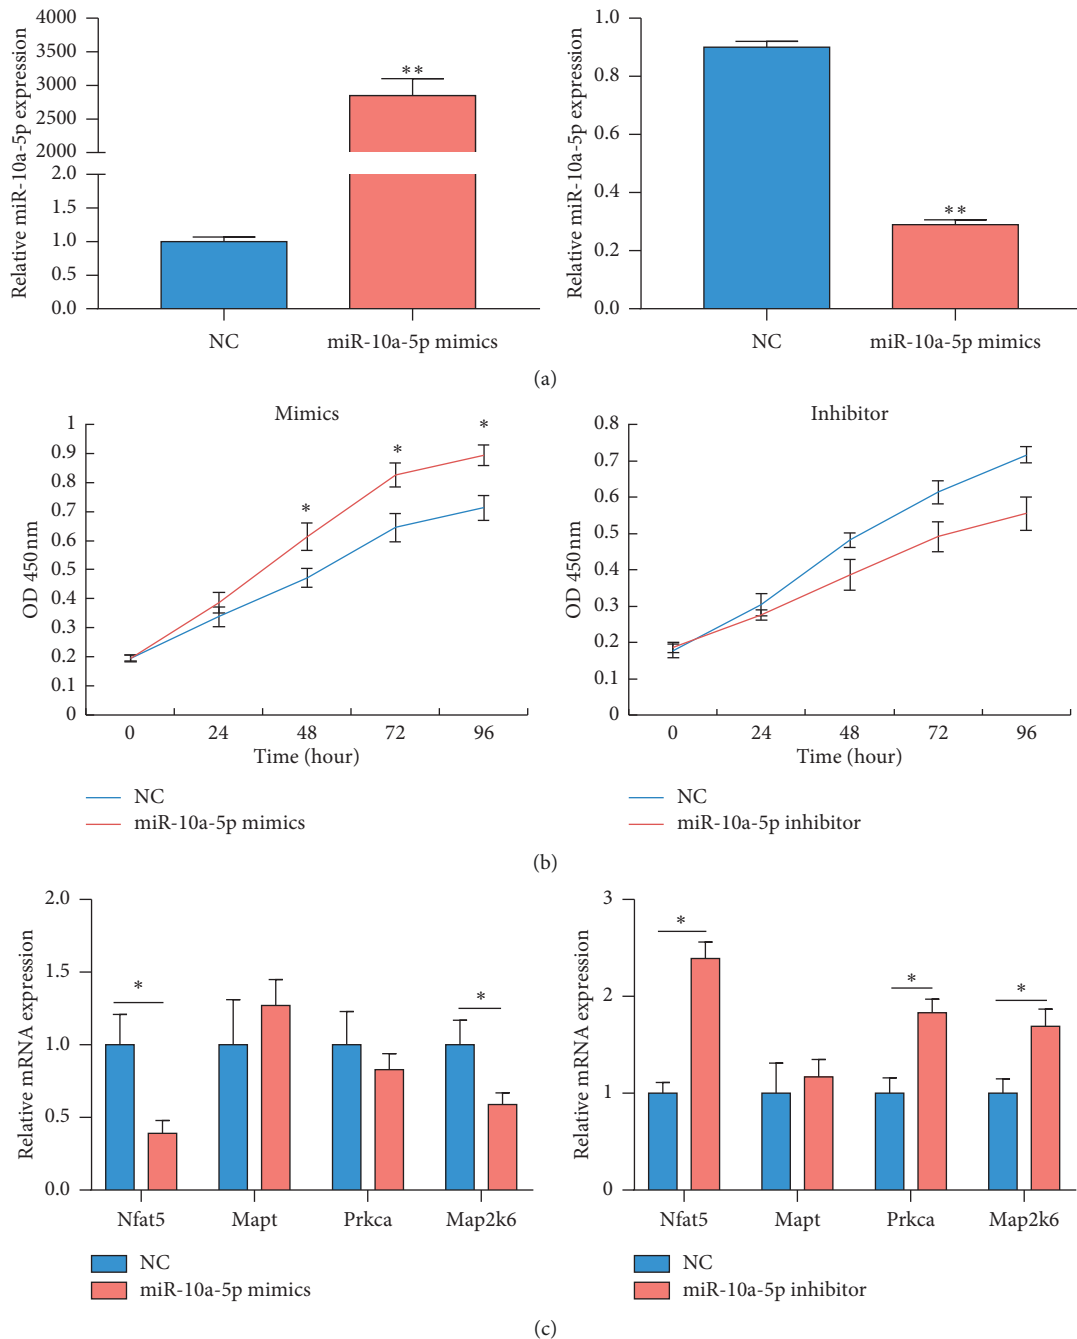 Relative miR-10a-5p expression
4000
3500
3000
2500
2000
2.0
1.5
1.0
0.5
0.0
**
NC
miR-10a-5p mimics
Relative miR-10a-5p expression
1.0
0.8
0.6
0.4
0.2
0.0
**
NC
miR-10a-5p mimics
(a)
Mimics
OD 450nm
1
0.9
0.8
0.7
0.6
0.5
0.4
0.3
0.2
0.1
0
*
*
*
0 24 48 72 96
Time (hour)
NC
miR-10a-5p mimics
Inhibitor
OD 450nm
0.8
0.7
0.6
0.5
0.4
0.3
0.2
0.1
0
0 24 48 72 96
Time (hour)
NC
miR-10a-5p inhibitor
(b)
Relative mRNA expression
2.0
1.5
1.0
0.5
0.0
*
*
Nfat5 Mapt Prkca Map2k6
NC
miR-10a-5p mimics
Relative mRNA expression
3
2
1
0
*
*
*
Nfat5 Mapt Prkca Map2k6
NC
miR-10a-5p inhibitor
(c)